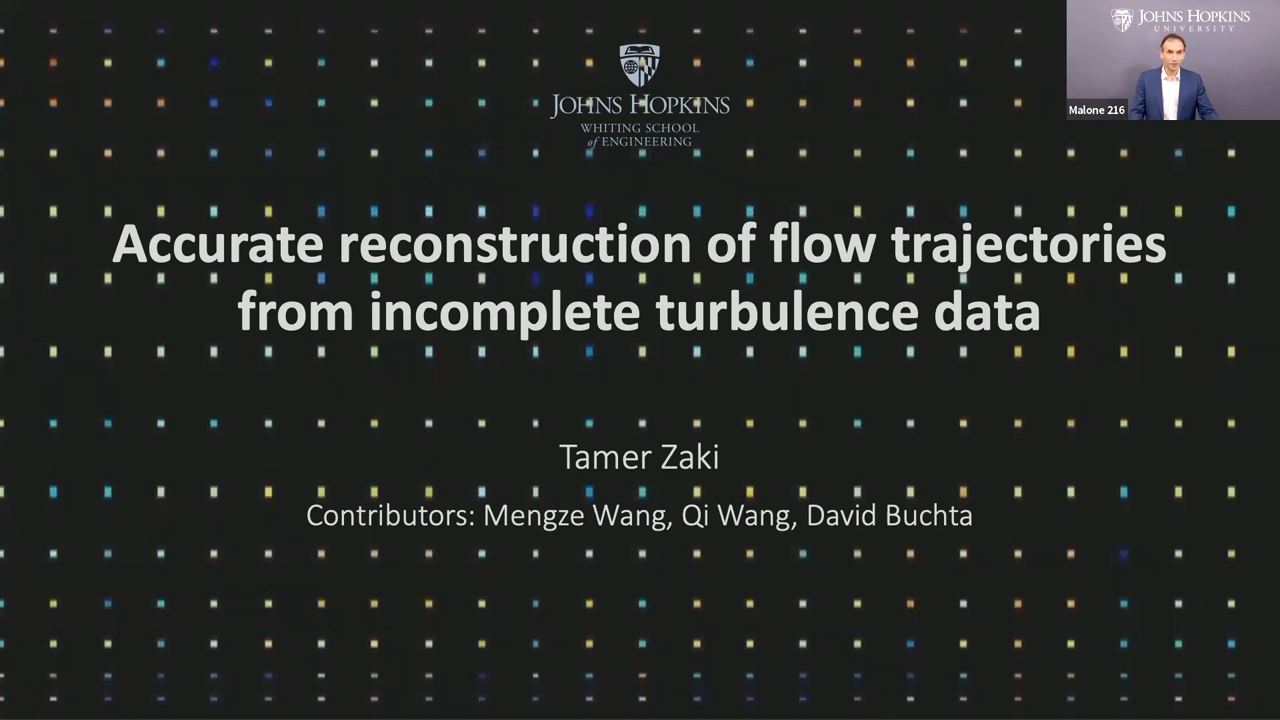 JOHNS HOPKINS
UNIVERSITY
Malone 216
JOHNS HOPKINS
WHITING SCHOOL
of ENGINEERING
Accurate reconstruction of flow trajectories
from incomplete turbulence data
Tamer Zaki
Contributors: Mengze Wang, Qi Wang, David Buchta